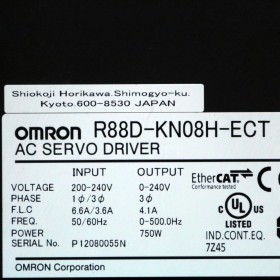 Shiokoji Horikawa.Shimogyo-ku.
Kyoto.600-8530 JAPAN
OMRON R88D-KN08H-ECT
AC SERVO DRIVER
INPUT OUTPUT
VOLTAGE 200-240V 0-240V
PHASE 1ϕ/3ϕ 3ϕ
F.L.C 6.6A/3.6A 4.1A
FREQ. 50/60Hz 0-500.0Hz
POWER 750W
SERIAL NO. P12080055N
OMRON Corporation
EtherCAT
Conformance tested
C UL US
LISTED
IND.CONT.EQ.
7Z45